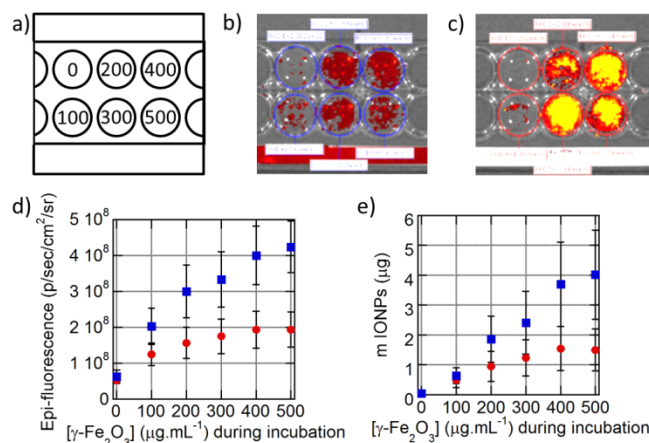 a)
0 200 400
100 300 500
b)
c)
d)
Epi-fluorescence (p/sec/cm²/sr)
5 10⁸
4 10⁸
3 10⁸
2 10⁸
1 10⁸
0
0 100 200 300 400 500
[γ-Fe₂O₃] (μg.mL⁻¹) during incubation
e)
m IONPs (μg)
6
5
4
3
2
1
0
0 100 200 300 400 500
[γ-Fe₂O₃] (μg.mL⁻¹) during incubation